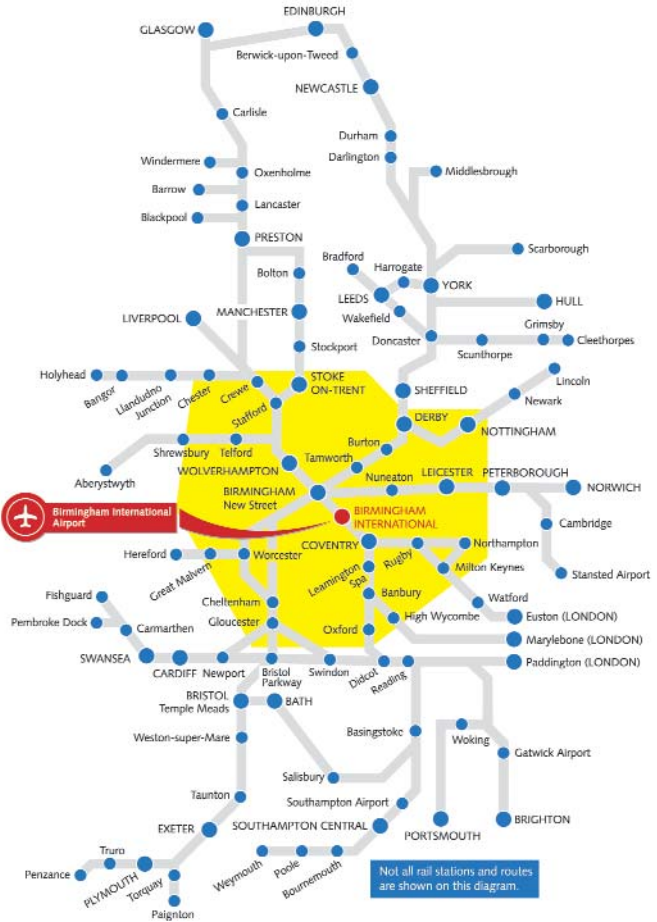 EDINBURGH
GLASGOW
Berwick-upon-Tweed
NEWCASTLE
Carlisle
Durham
Darlington
Windermere
Oxenholme
Middlesbrough
Barrow
Lancaster
Blackpool
PRESTON
Scarborough
Bradford
Harrogate
Bolton
YORK
LEEDS
HULL
MANCHESTER
LIVERPOOL
Wakefield
Grimsby
Doncaster
Cleethorpes
Stockport
Scunthorpe
Holyhead
Bangor
Llandudno
Junction
Chester
Crewe
STOKE
ON-TRENT
Lincoln
SHEFFIELD
Newark
Stafford
DERBY
NOTTINGHAM
Burton
Shrewsbury
Telford
Tamworth
WOLVERHAMPTON
Nuneaton
LEICESTER
PETERBOROUGH
Aberystwyth
BIRMINGHAM
New Street
NORWICH
Birmingham International
Airport
BIRMINGHAM
INTERNATIONAL
Cambridge
COVENTRY
Rugby
Northampton
Hereford
Great Malvern
Worcester
Leamington
Spa
Milton Keynes
Stansted Airport
Fishguard
Cheltenham
Banbury
Watford
Pembroke Dock
Carmarthen
Gloucester
High Wycombe
Euston (LONDON)
Oxford
Marylebone (LONDON)
SWANSEA
CARDIFF
Newport
Bristol
Parkway
Swindon
Didcot
Reading
Paddington (LONDON)
BRISTOL
Temple Meads
BATH
Weston-super-Mare
Basingstoke
Woking
Gatwick Airport
Salisbury
Taunton
Southampton Airport
EXETER
SOUTHAMPTON CENTRAL
PORTSMOUTH
BRIGHTON
Truro
Penzance
PLYMOUTH
Torquay
Paignton
Weymouth
Poole
Bournemouth
Not all rail stations and routes
are shown on this diagram.